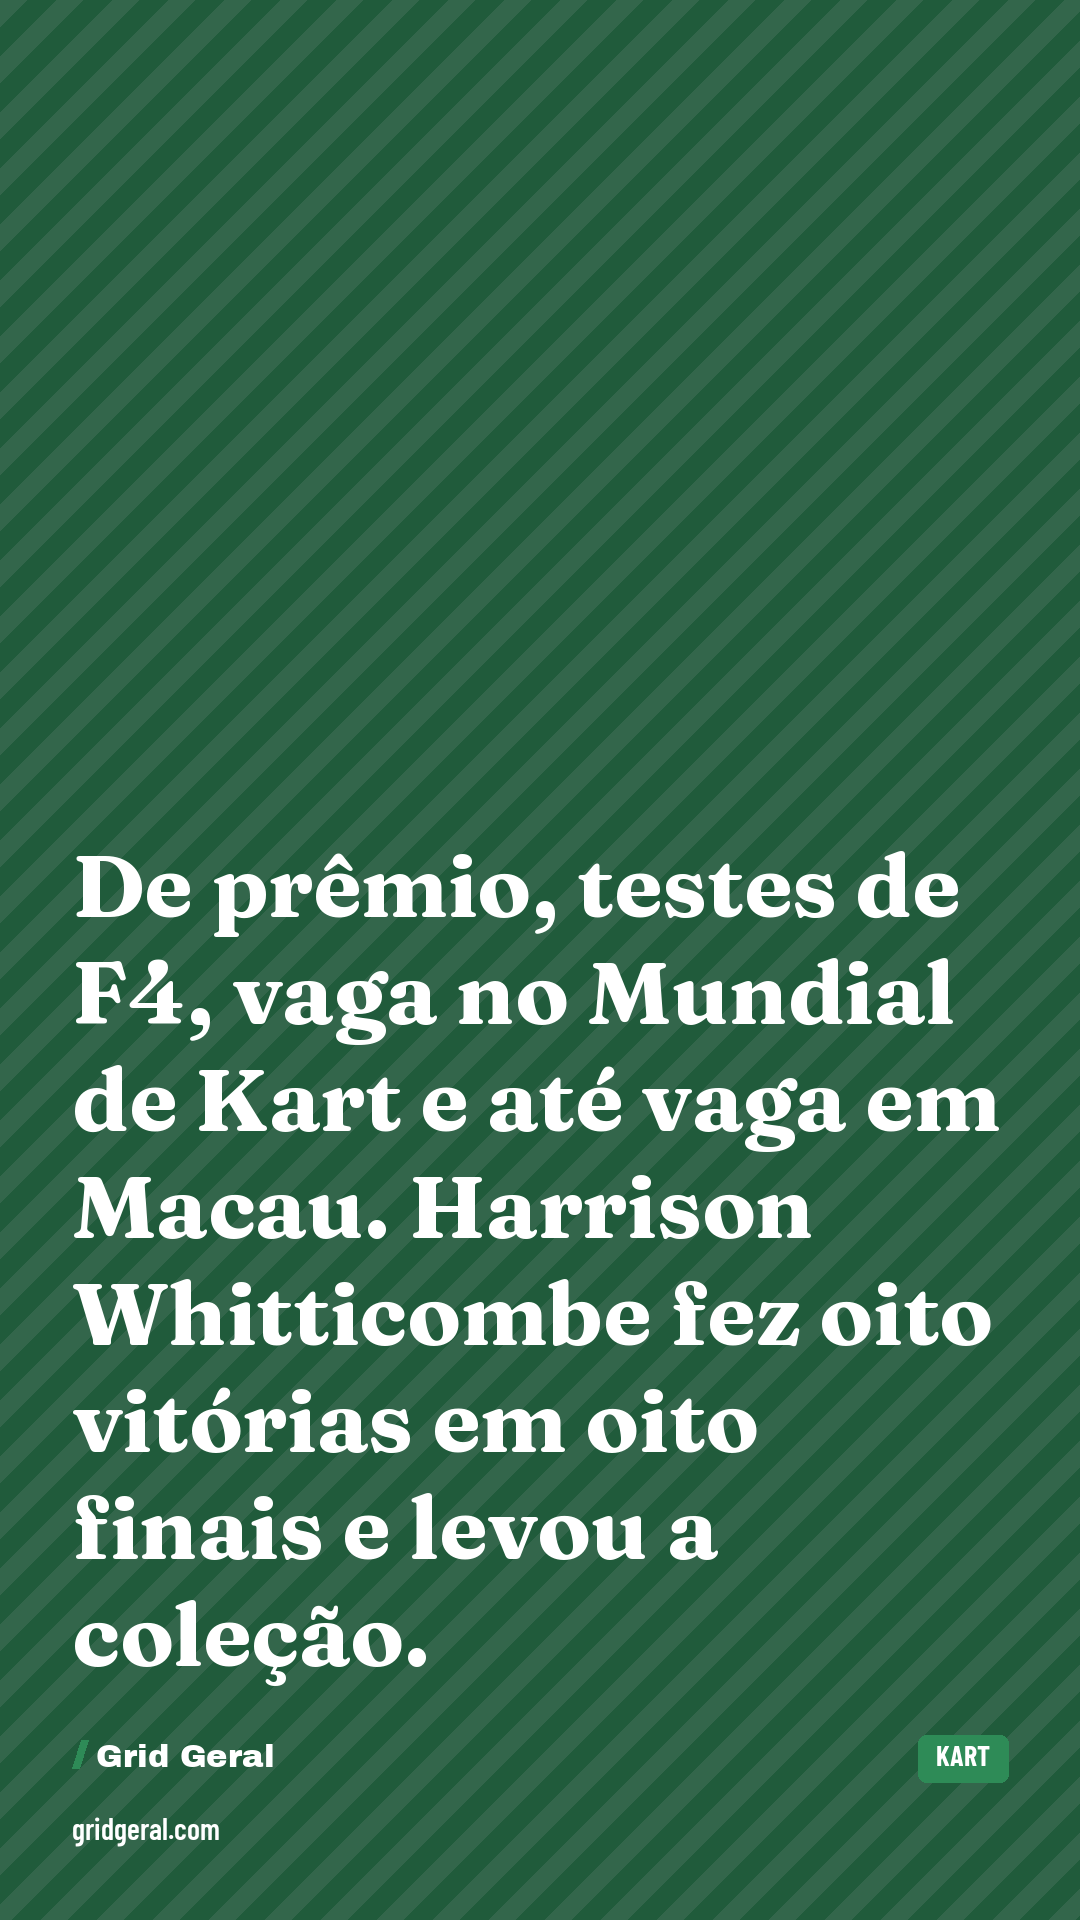 De prêmio, testes de
F4, vaga no Mundial
de Kart e até vaga em
Macau. Harrison
Whitticombe fez oito
vitórias em oito
finais e levou a
coleção.
/ Grid Geral
KART
gridgeral.com